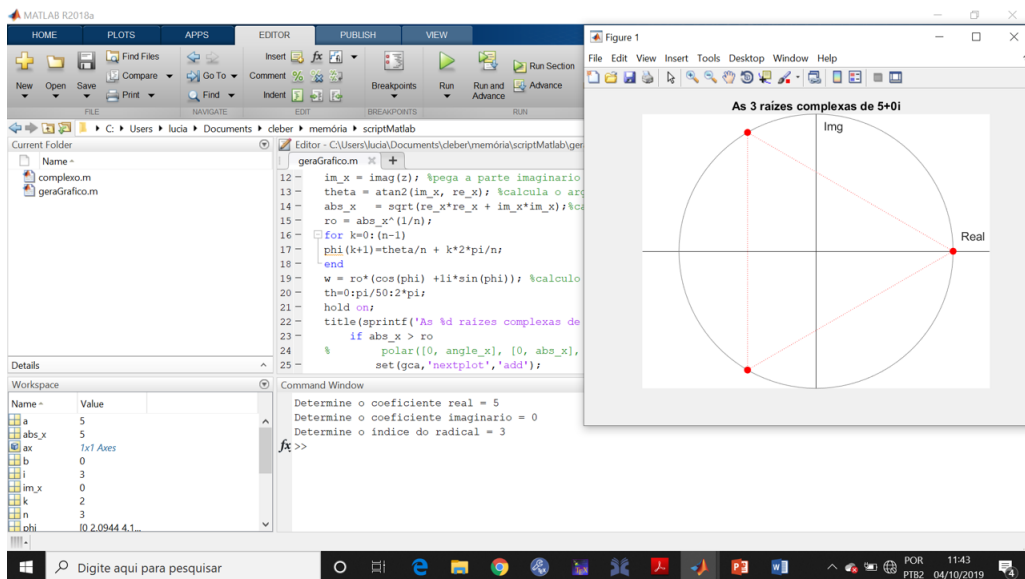 MATLAB R2018a
HOME PLOTS APPS EDITOR PUBLISH VIEW
New Open Save
Find Files
Compare
Print
Go To
Find
Insert fx
Comment %
Indent
Breakpoints
Run
Run and Advance
Run Section
Advance
FILE NAVIGATE EDIT BREAKPOINTS RUN
C: Users lucia Documents cleber memória scriptMatlab
Current Folder
Name
complexo.m
geraGrafico.m
Details
Workspace
Name Value
a 5
abs_x 5
ax 1x1 Axes
b 0
i 3
im_x 0
k 2
n 3
phi [0 2.0944 4.1...
Editor - C:\Users\lucia\Documents\cleber\memória\scriptMatlab\ger
geraGrafico.m
12 im_x = imag(z); %pega a parte imaginario
13 theta = atan2(im_x, re_x); %calcula o arg
14 abs_x = sqrt(re_x*re_x + im_x*im_x);%ca
15 ro = abs_x^(1/n);
16 for k=0:(n-1)
17 phi(k+1)=theta/n + k*2*pi/n;
18 end
19 w = ro*(cos(phi) +1i*sin(phi)); %calculo
20 th=0:pi/50:2*pi;
21 hold on;
22 title(sprintf('As %d raízes complexas de
23 if abs_x > ro
24 % polar([0, angle_x], [0, abs_x],
25 set(gca,'nextplot','add');
Command Window
Determine o coeficiente real = 5
Determine o coeficiente imaginario = 0
Determine o índice do radical = 3
fx >>
Figure 1
File Edit View Insert Tools Desktop Window Help
As 3 raízes complexas de 5+0i
Img
Real
Digite aqui para pesquisar
POR
PTB2
11:43
04/10/2019
4